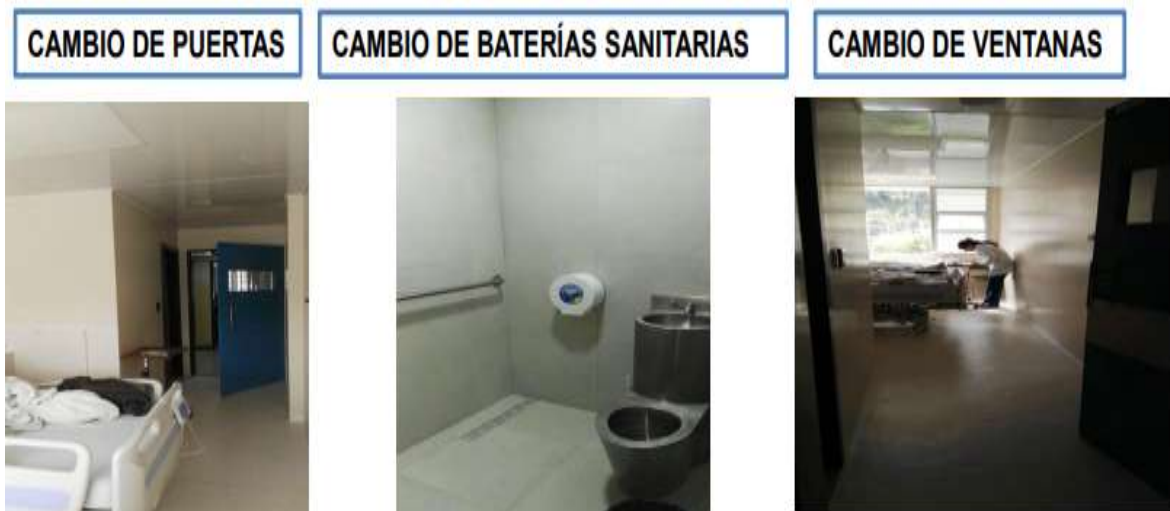 CAMBIO DE PUERTAS
CAMBIO DE BATERÍAS SANITARIAS
CAMBIO DE VENTANAS